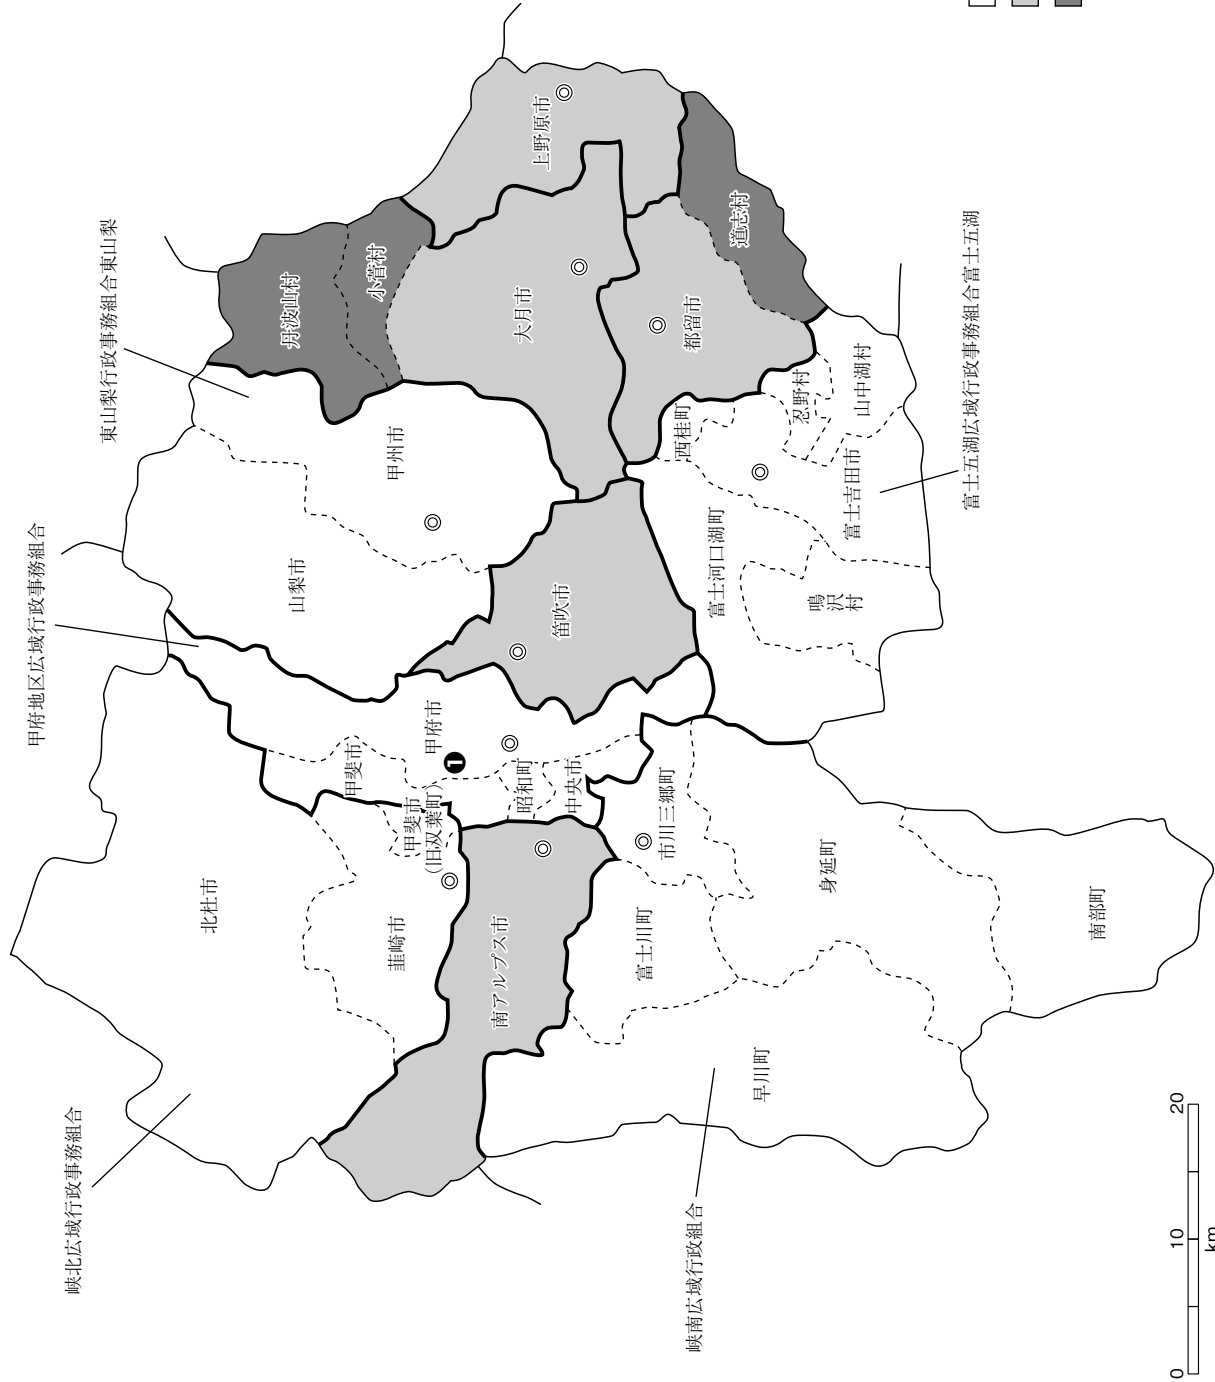 東山梨行政事務組合東山梨
甲府地区広域行政事務組合
峡北広域行政事務組合
富士五湖広域行政事務組合富士五湖
峡南広域行政組合
丹波山村
小菅村
上野原市
大月市
道志村
都留市
甲州市
山梨市
笛吹市
西桂町
忍野村
山中湖村
富士吉田市
富士河口湖町
鳴
沢
村
甲府市
❶
甲斐市
甲斐市
(旧双葉町)
昭和町
中央市
市川三郷町
北杜市
韮崎市
南アルプス市
富士川町
身延町
南部町
早川町
0
10
20
km